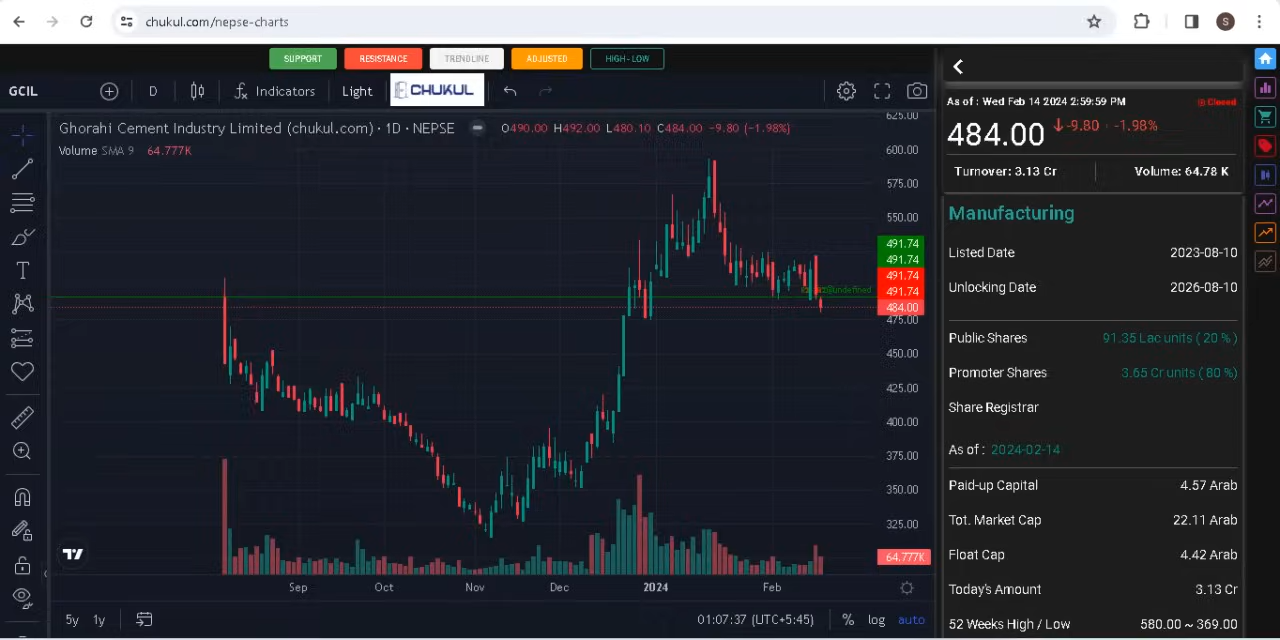 chukul.com/nepse-charts
S
SUPPORT RESISTANCE TRENDLINE ADJUSTED HIGH-LOW
GCIL D Indicators Light CHUKUL
Ghorahi Cement Industry Limited (chukul.com) · 1D · NEPSE O490.00 H492.00 L480.10 C484.00 -9.80 (-1.98%)
Volume SMA 9 64.777K
625.00
600.00
575.00
550.00
491.74
491.74
491.74
491.74
484.00
475.00
450.00
425.00
400.00
375.00
350.00
325.00
64.777K
Sep Oct Nov Dec 2024 Feb
5y 1y 01:07:37 (UTC+5:45) % log auto
As of : Wed Feb 14 2024 2:59:59 PM Closed
484.00 -9.80 · -1.98%
Turnover: 3.13 Cr Volume: 64.78 K
Manufacturing
Listed Date 2023-08-10
Unlocking Date 2026-08-10
Public Shares 91.35 Lac units ( 20 % )
Promoter Shares 3.65 Cr units ( 80 %)
Share Registrar
As of : 2024-02-14
Paid-up Capital 4.57 Arab
Tot. Market Cap 22.11 Arab
Float Cap 4.42 Arab
Today's Amount 3.13 Cr
52 Weeks High / Low 580.00 ~ 369.00